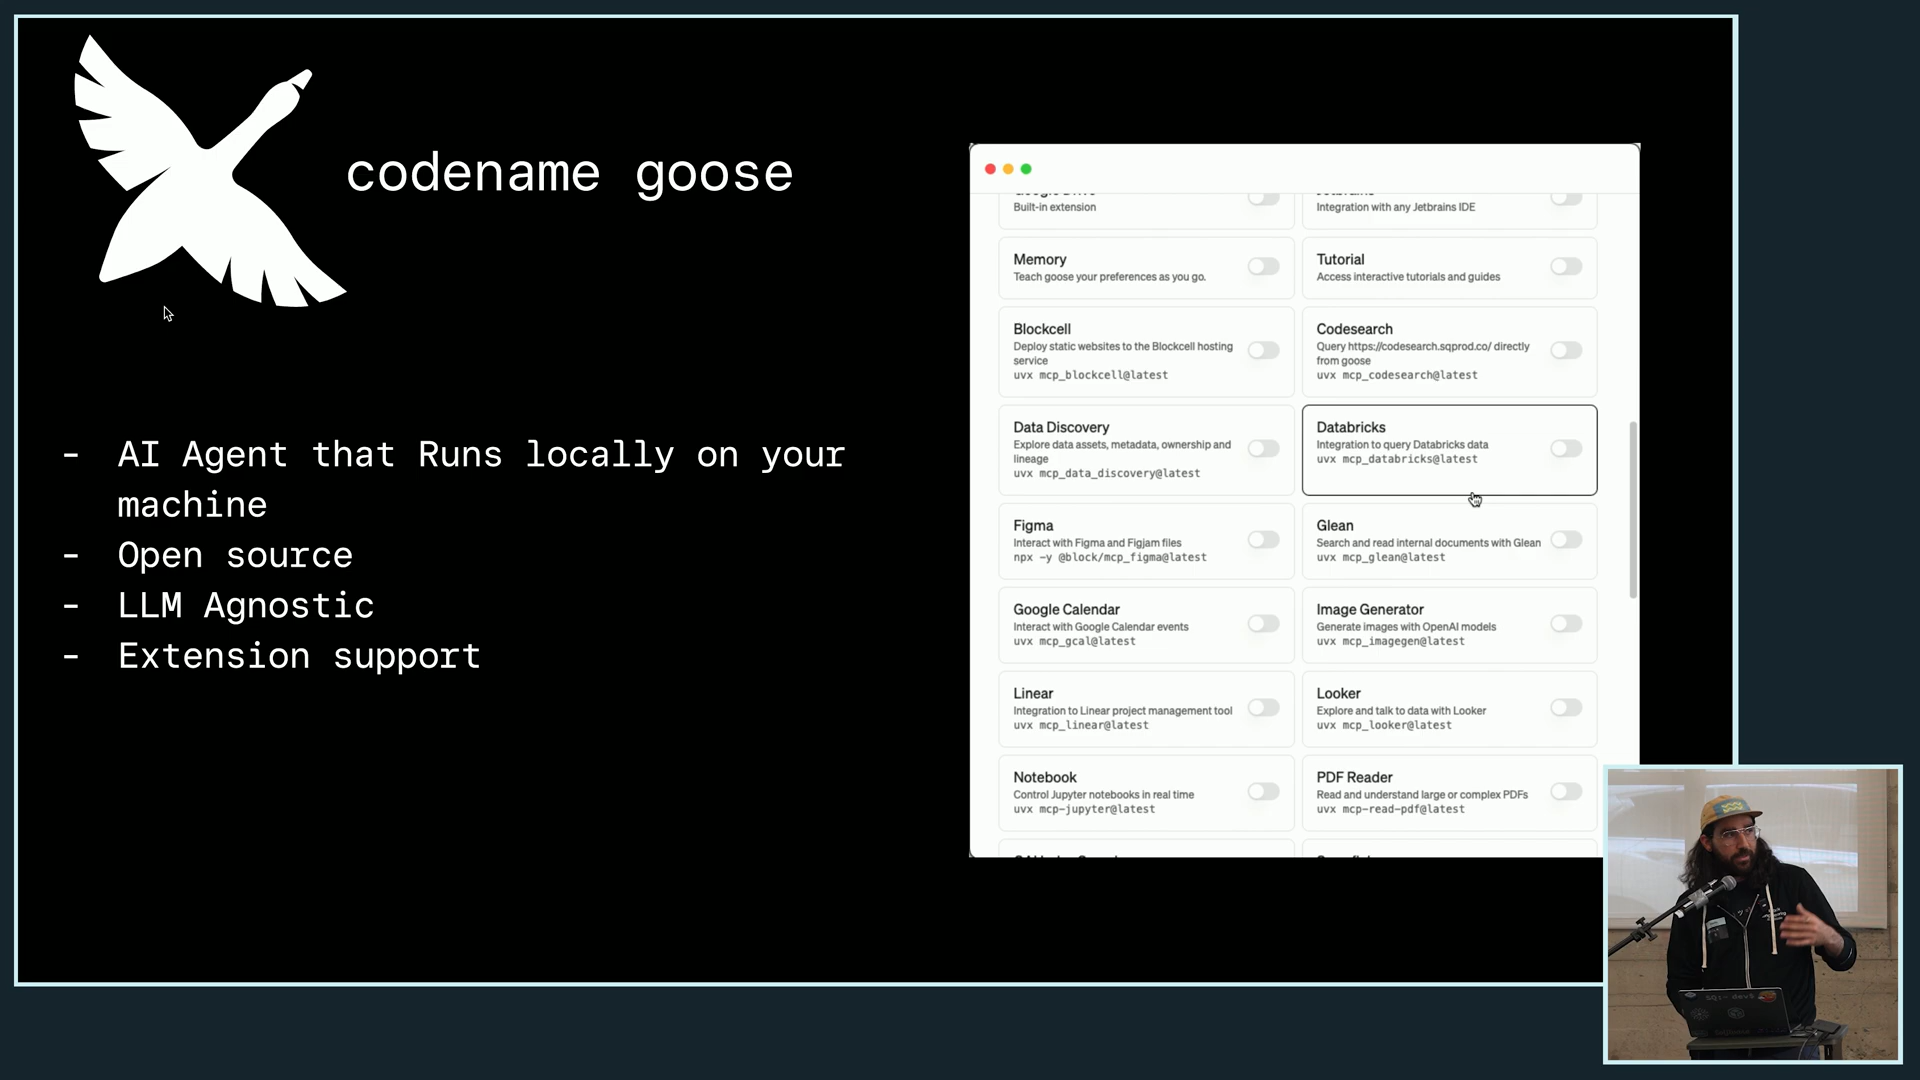 codename goose
- AI Agent that Runs locally on your
machine
- Open source
- LLM Agnostic
- Extension support
Google Drive
Built-in extension
Jetbrains
Integration with any Jetbrains IDE
Memory
Teach goose your preferences as you go.
Tutorial
Access interactive tutorials and guides
Blockcell
Deploy static websites to the Blockcell hosting
service
uvx mcp_blockcell@latest
Codesearch
Query https://codesearch.sqprod.co/ directly
from goose
uvx mcp_codesearch@latest
Data Discovery
Explore data assets, metadata, ownership and
lineage
uvx mcp_data_discovery@latest
Databricks
Integration to query Databricks data
uvx mcp_databricks@latest
Figma
Interact with Figma and Figjam files
npx -y @block/mcp_figma@latest
Glean
Search and read internal documents with Glean
uvx mcp_glean@latest
Google Calendar
Interact with Google Calendar events
uvx mcp_gcal@latest
Image Generator
Generate images with OpenAI models
uvx mcp_imagegen@latest
Linear
Integration to Linear project management tool
uvx mcp_linear@latest
Looker
Explore and talk to data with Looker
uvx mcp_looker@latest
Notebook
Control Jupyter notebooks in real time
uvx mcp-jupyter@latest
PDF Reader
Read and understand large or complex PDFs
uvx mcp-read-pdf@latest